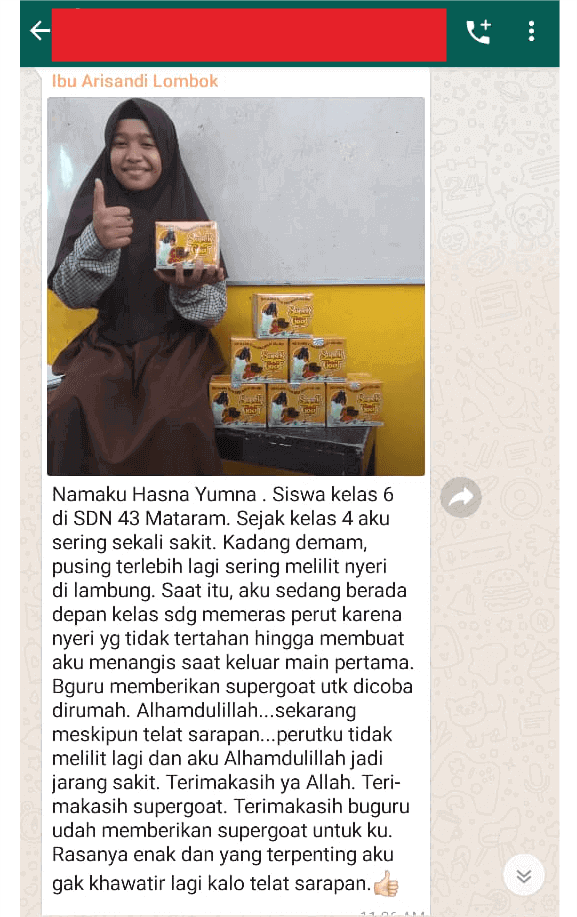 Ibu Arisandi Lombok
Namaku Hasna Yumna . Siswa kelas 6
di SDN 43 Mataram. Sejak kelas 4 aku
sering sekali sakit. Kadang demam,
pusing terlebih lagi sering melilit nyeri
di lambung. Saat itu, aku sedang berada
depan kelas sdg memeras perut karena
nyeri yg tidak tertahan hingga membuat
aku menangis saat keluar main pertama.
Bguru memberikan supergoat utk dicoba
dirumah. Alhamdulillah...sekarang
meskipun telat sarapan...perutku tidak
melilit lagi dan aku Alhamdulillah jadi
jarang sakit. Terimakasih ya Allah. Teri-
makasih supergoat. Terimakasih buguru
udah memberikan supergoat untuk ku.
Rasanya enak dan yang terpenting aku
gak khawatir lagi kalo telat sarapan.👍